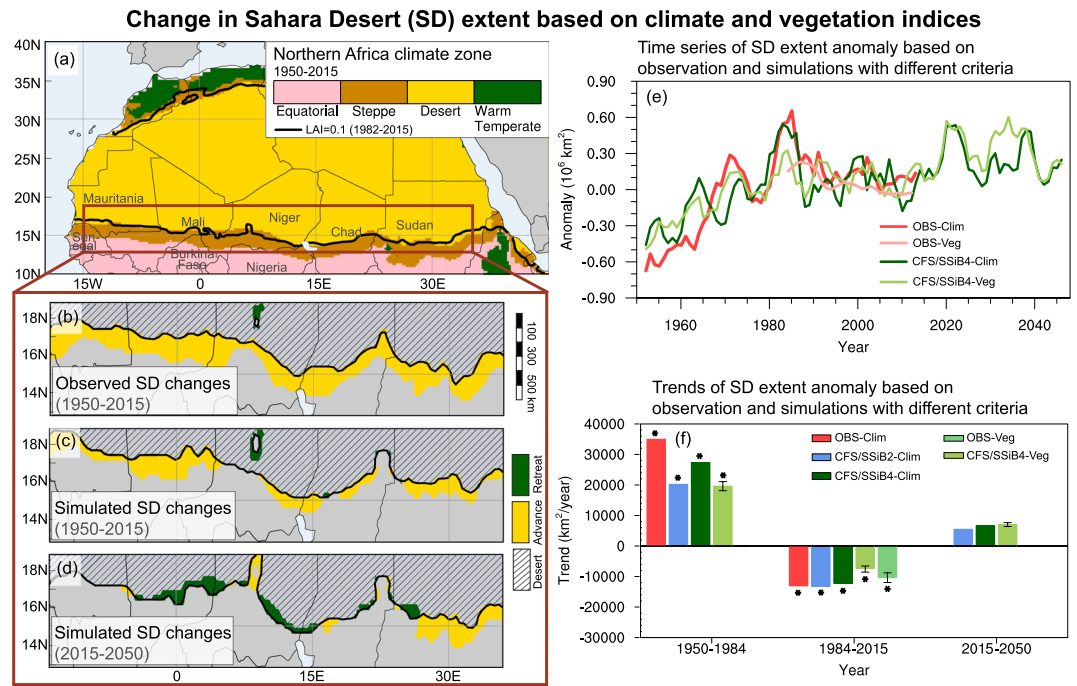 Change in Sahara Desert (SD) extent based on climate and vegetation indices
(a)
40N
35N
30N
25N
20N
15N
10N
Northern Africa climate zone
1950-2015
Equatorial
Steppe
Desert
Warm
Temperate
LAI=0.1 (1982-2015)
Mauritania
Mali
Niger
Chad
Sudan
Sen-
egal
Burkina
Faso
Nigeria
15W
0
15E
30E
(b)
18N
16N
14N
Observed SD changes
(1950-2015)
100
300
500 km
(c)
18N
16N
14N
Simulated SD changes
(1950-2015)
Retreat
Advance
Desert
(d)
18N
16N
14N
Simulated SD changes
(2015-2050)
0
15E
30E
Time series of SD extent anomaly based on
observation and simulations with different criteria
(e)
Anomaly (10⁶ km²)
0.90
0.60
0.30
0.00
-0.30
-0.60
-0.90
OBS-Clim
OBS-Veg
CFS/SSiB4-Clim
CFS/SSiB4-Veg
1960
1980
2000
2020
2040
Year
Trends of SD extent anomaly based on
observation and simulations with different criteria
(f)
Trend (km²/year)
40000
30000
20000
10000
0
-10000
-20000
-30000
OBS-Clim
CFS/SSiB2-Clim
CFS/SSiB4-Clim
OBS-Veg
CFS/SSiB4-Veg
* * * *
* * * * *
1950-1984
1984-2015
2015-2050
Year